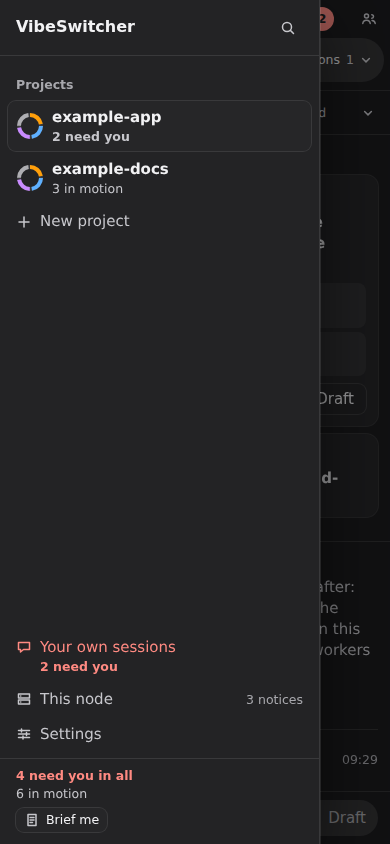 VibeSwitcher
2
ons 1
Projects
d
example-app
2 need you
example-docs
3 in motion
New project
Draft
d-
after:
he
n this
Your own sessions
workers
2 need you
This node
3 notices
Settings
09:29
4 need you in all
6 in motion
Brief me
Draft